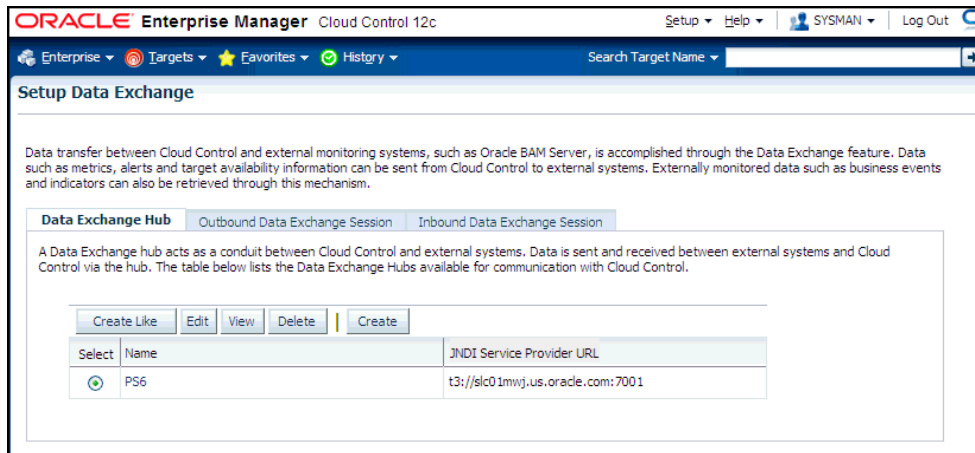 ORACLE Enterprise Manager Cloud Control 12c Setup Help SYSMAN Log Out
Enterprise Targets Favorites History Search Target Name
Setup Data Exchange
Data transfer between Cloud Control and external monitoring systems, such as Oracle BAM Server, is accomplished through the Data Exchange feature. Data
such as metrics, alerts and target availability information can be sent from Cloud Control to external systems. Externally monitored data such as business events
and indicators can also be retrieved through this mechanism.
Data Exchange Hub Outbound Data Exchange Session Inbound Data Exchange Session
A Data Exchange hub acts as a conduit between Cloud Control and external systems. Data is sent and received between external systems and Cloud
Control via the hub. The table below lists the Data Exchange Hubs available for communication with Cloud Control.
Create Like Edit View Delete Create
Select Name JNDI Service Provider URL
PS6 t3://slc01mwj.us.oracle.com:7001